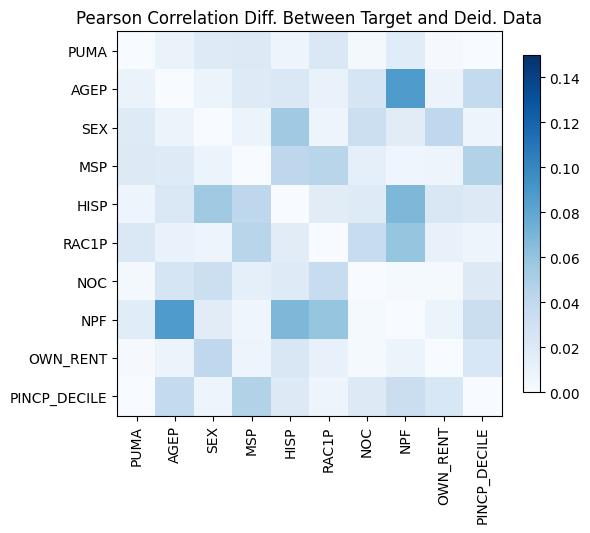 Pearson Correlation Diff. Between Target and Deid. Data
PUMA
AGEP
SEX
MSP
HISP
RAC1P
NOC
NPF
OWN_RENT
PINCP_DECILE
PUMA
AGEP
SEX
MSP
HISP
RAC1P
NOC
NPF
OWN_RENT
PINCP_DECILE
0.14
0.12
0.10
0.08
0.06
0.04
0.02
0.00